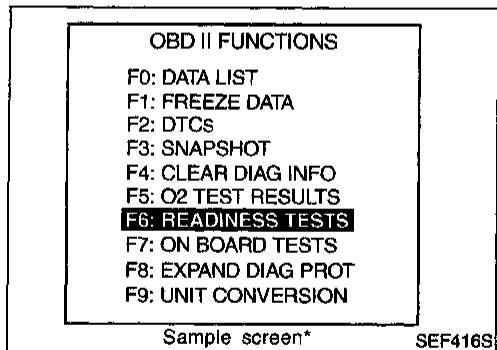 OBD II FUNCTIONS
F0: DATA LIST
F1: FREEZE DATA
F2: DTCs
F3: SNAPSHOT
F4: CLEAR DIAG INFO
F5: O2 TEST RESULTS
F6: READINESS TESTS
F7: ON BOARD TESTS
F8: EXPAND DIAG PROT
F9: UNIT CONVERSION
Sample screen*
SEF416S